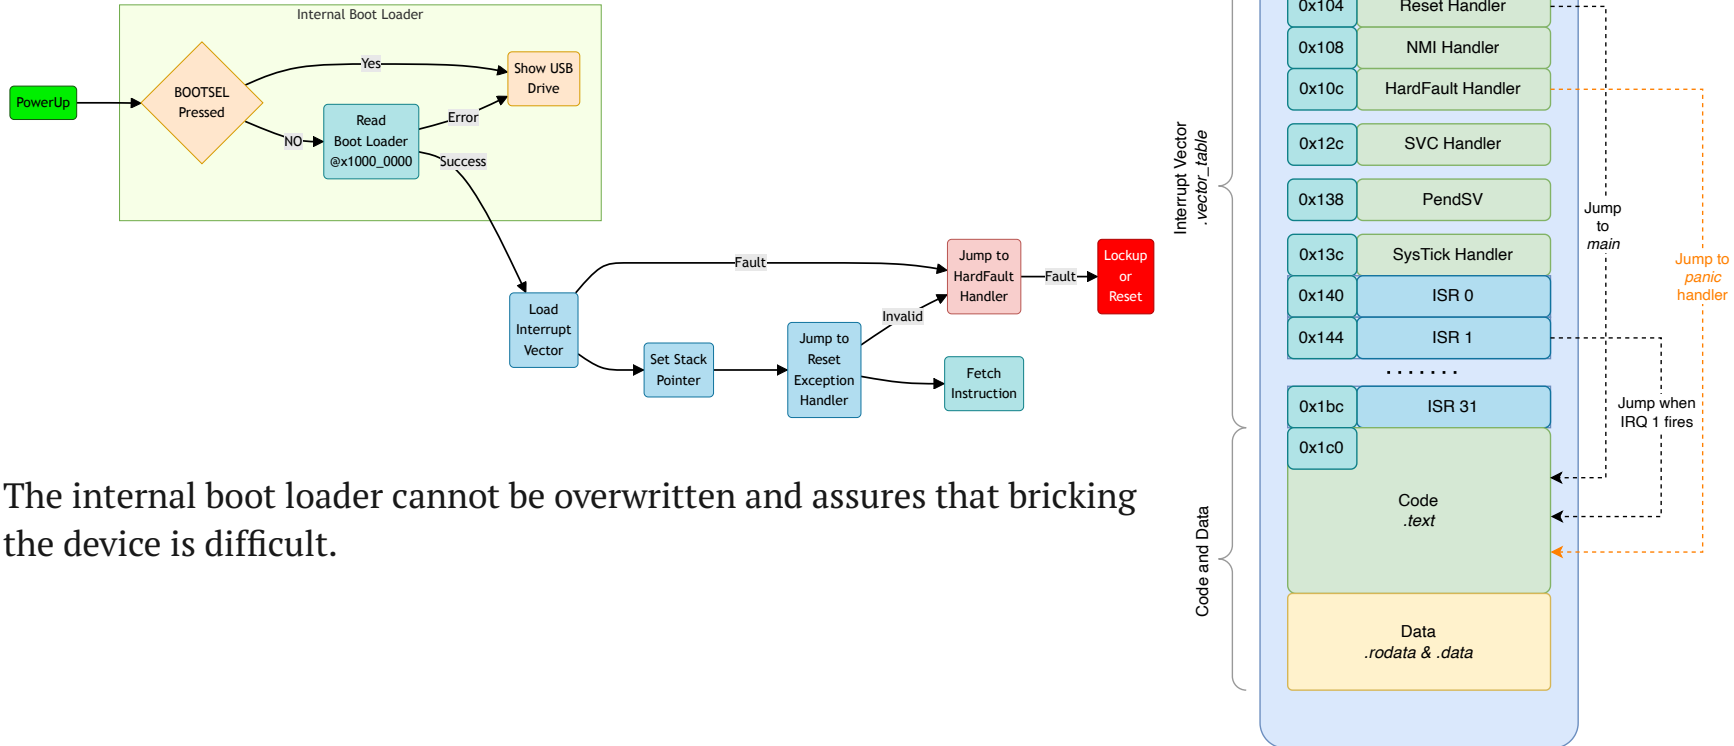 Internal Boot Loader
PowerUp
BOOTSEL
Pressed
Yes
NO
Read
Boot Loader
@x1000_0000
Error
Success
Show USB
Drive
Load
Interrupt
Vector
Fault
Set Stack
Pointer
Jump to
Reset
Exception
Handler
Invalid
Jump to
HardFault
Handler
Fault
Lockup
or
Reset
Fetch
Instruction
The internal boot loader cannot be overwritten and assures that bricking
the device is difficult.
Interrupt Vector
.vector_table
Code and Data
0x104 Reset Handler
0x108 NMI Handler
0x10c HardFault Handler
0x12c SVC Handler
0x138 PendSV
0x13c SysTick Handler
0x140 ISR 0
0x144 ISR 1
.......
0x1bc ISR 31
0x1c0
Code
.text
Data
.rodata & .data
Jump
to
main
Jump to
panic
handler
Jump when
IRQ 1 fires